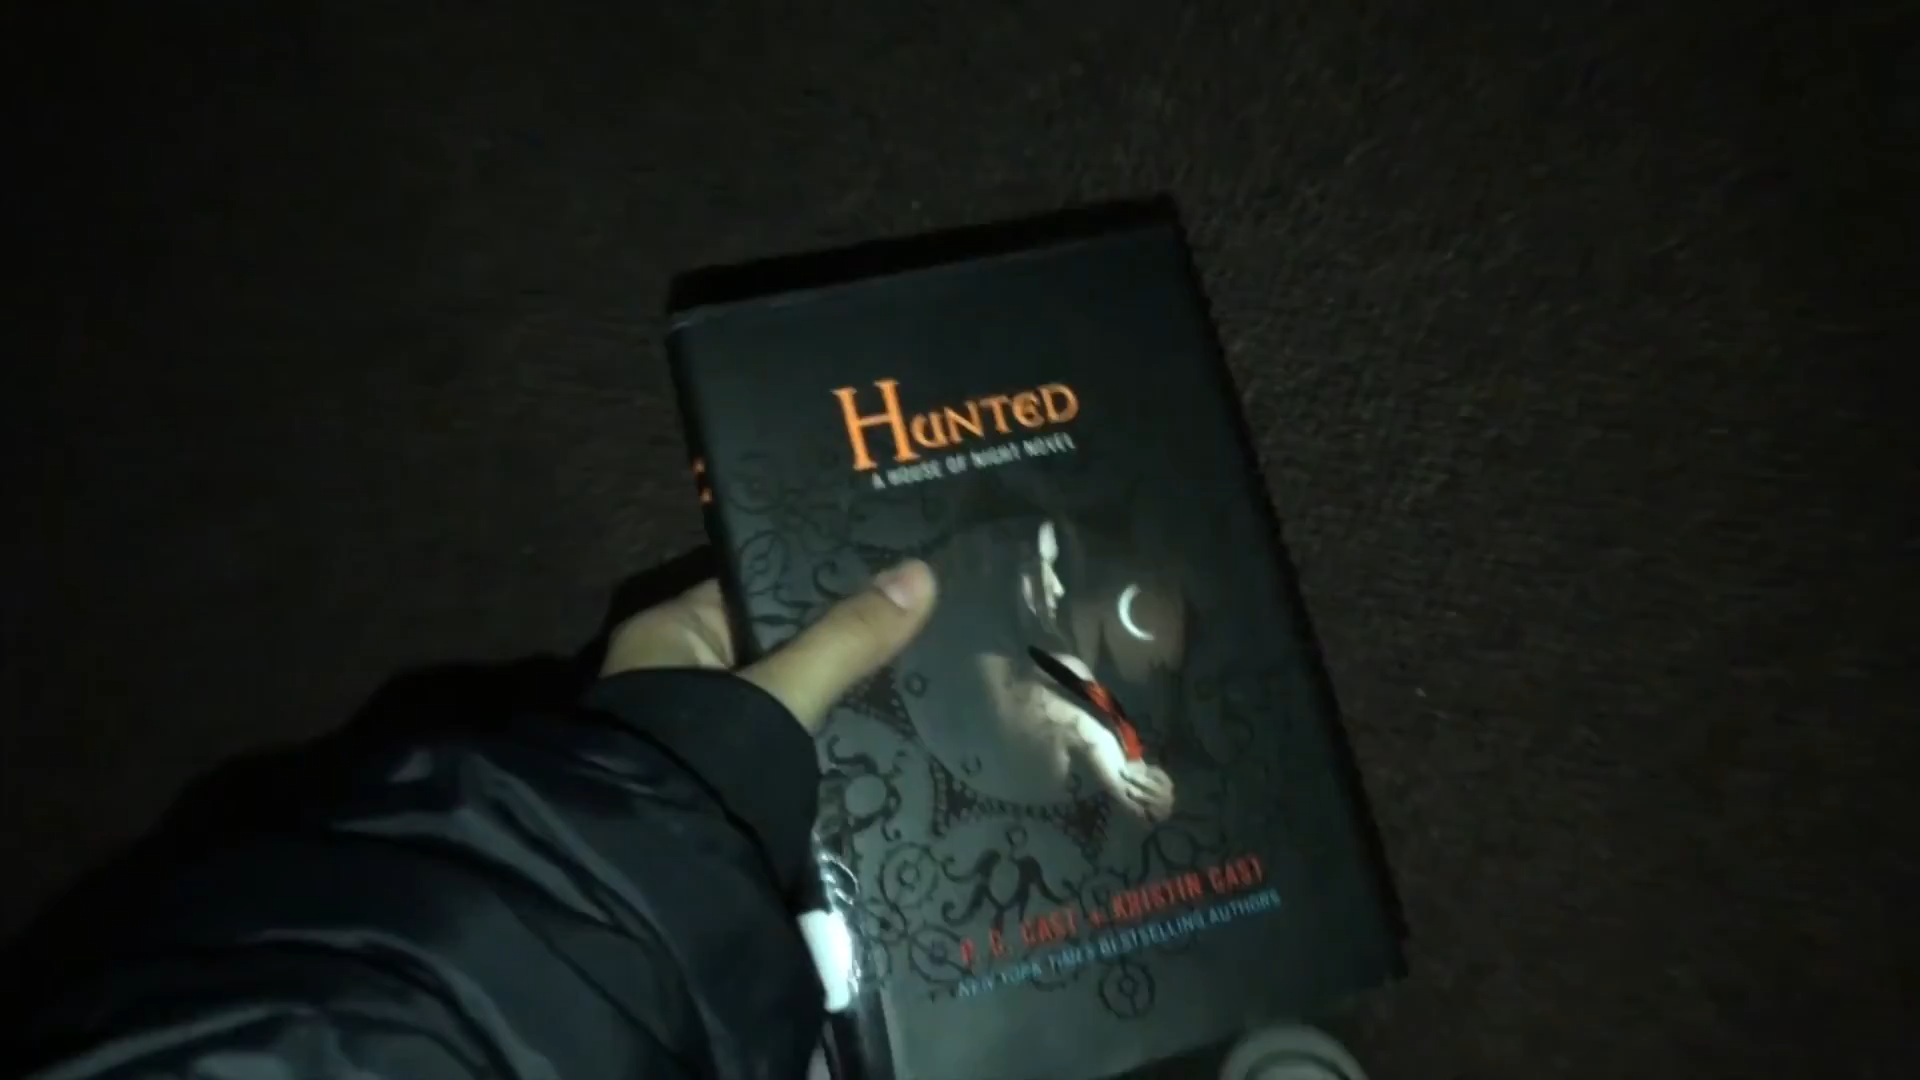 HUNTED
A HOUSE OF NIGHT NOVEL
P. C. CAST + KRISTIN CAST
NEW YORK TIMES BESTSELLING AUTHORS